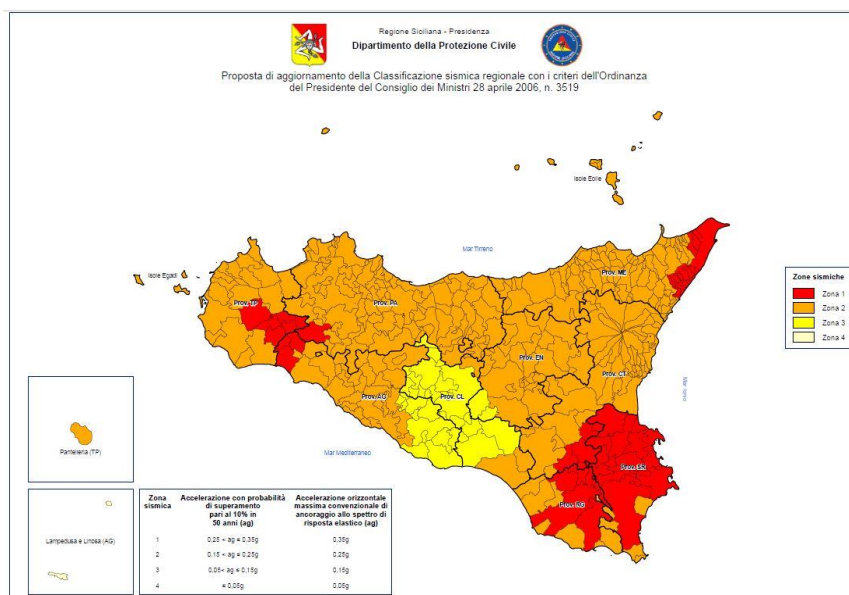 Regione Siciliana - Presidenza
Dipartimento della Protezione Civile
Proposta di aggiornamento della Classificazione sismica regionale con i criteri dell'Ordinanza
del Presidente del Consiglio dei Ministri 28 aprile 2006, n. 3519
Isole Eolie
Mar Tirreno
Isole Egadi
Prov. ME
Prov. TP
Prov. PA
Zone sismiche
Zona 1
Zona 2
Zona 3
Zona 4
Prov. EN
Prov. CT
Mar Ionio
Prov. AG
Prov. CL
Pantelleria (TP)
Mar Mediterraneo
Prov. SR
Prov. RG
Lampedusa e Linosa (AG)
Zona sismica
Accelerazione con probabilità di superamento pari al 10% in 50 anni (ag)
Accelerazione orizzontale massima convenzionale di ancoraggio allo spettro di risposta elastico (ag)
1 0,25 < ag ≤ 0,35g 0,35g
2 0,15 < ag ≤ 0,25g 0,25g
3 0,05< ag ≤ 0,15g 0,15g
4 ≤ 0,05g 0,05g